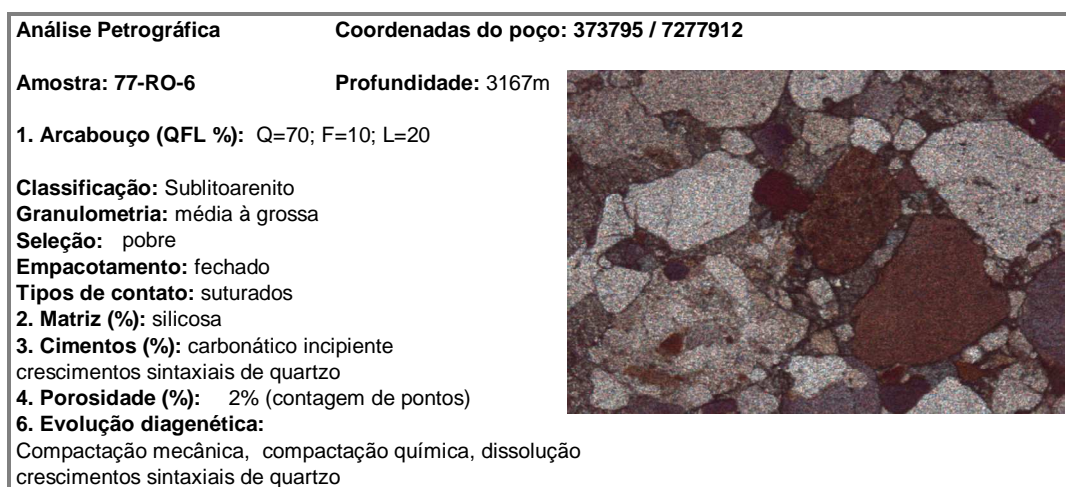 Análise Petrográfica Coordenadas do poço: 373795 / 7277912
Amostra: 77-RO-6 Profundidade: 3167m
1. Arcabouço (QFL %): Q=70; F=10; L=20
Classificação: Sublitoarenito
Granulometria: média à grossa
Seleção: pobre
Empacotamento: fechado
Tipos de contato: suturados
2. Matriz (%): silicosa
3. Cimentos (%): carbonático incipiente
crescimentos sintaxiais de quartzo
4. Porosidade (%): 2% (contagem de pontos)
6. Evolução diagenética:
Compactação mecânica, compactação química, dissolução
crescimentos sintaxiais de quartzo